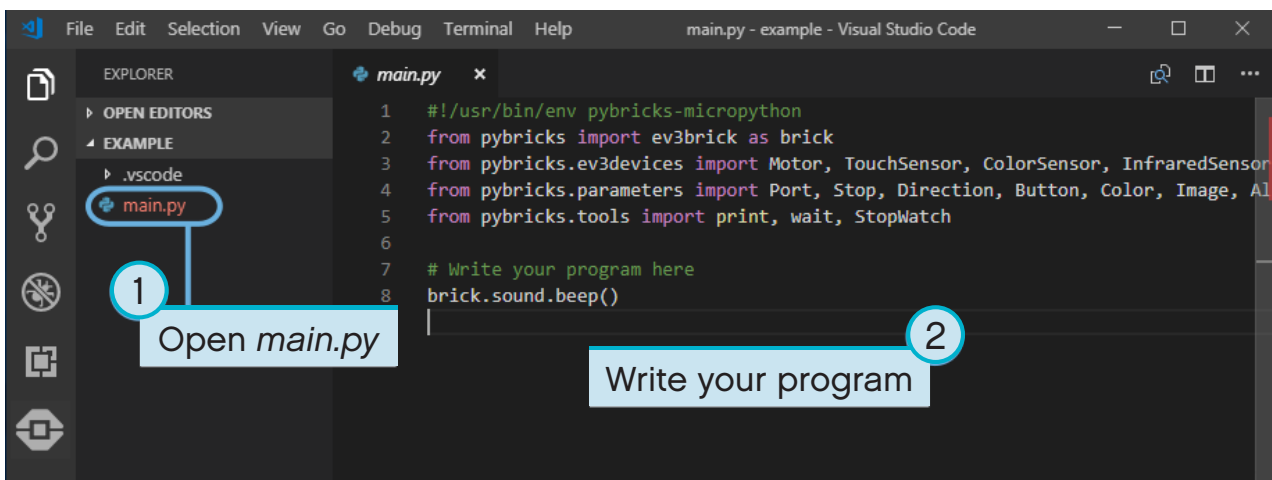 File Edit Selection View Go Debug Terminal Help main.py - example - Visual Studio Code
EXPLORER
main.py
OPEN EDITORS
EXAMPLE
.vscode
main.py
1 #!/usr/bin/env pybricks-micropython
2 from pybricks import ev3brick as brick
3 from pybricks.ev3devices import Motor, TouchSensor, ColorSensor, InfraredSensor
4 from pybricks.parameters import Port, Stop, Direction, Button, Color, Image, Al
5 from pybricks.tools import print, wait, StopWatch
6
7 # Write your program here
8 brick.sound.beep()
1
Open main.py
2
Write your program